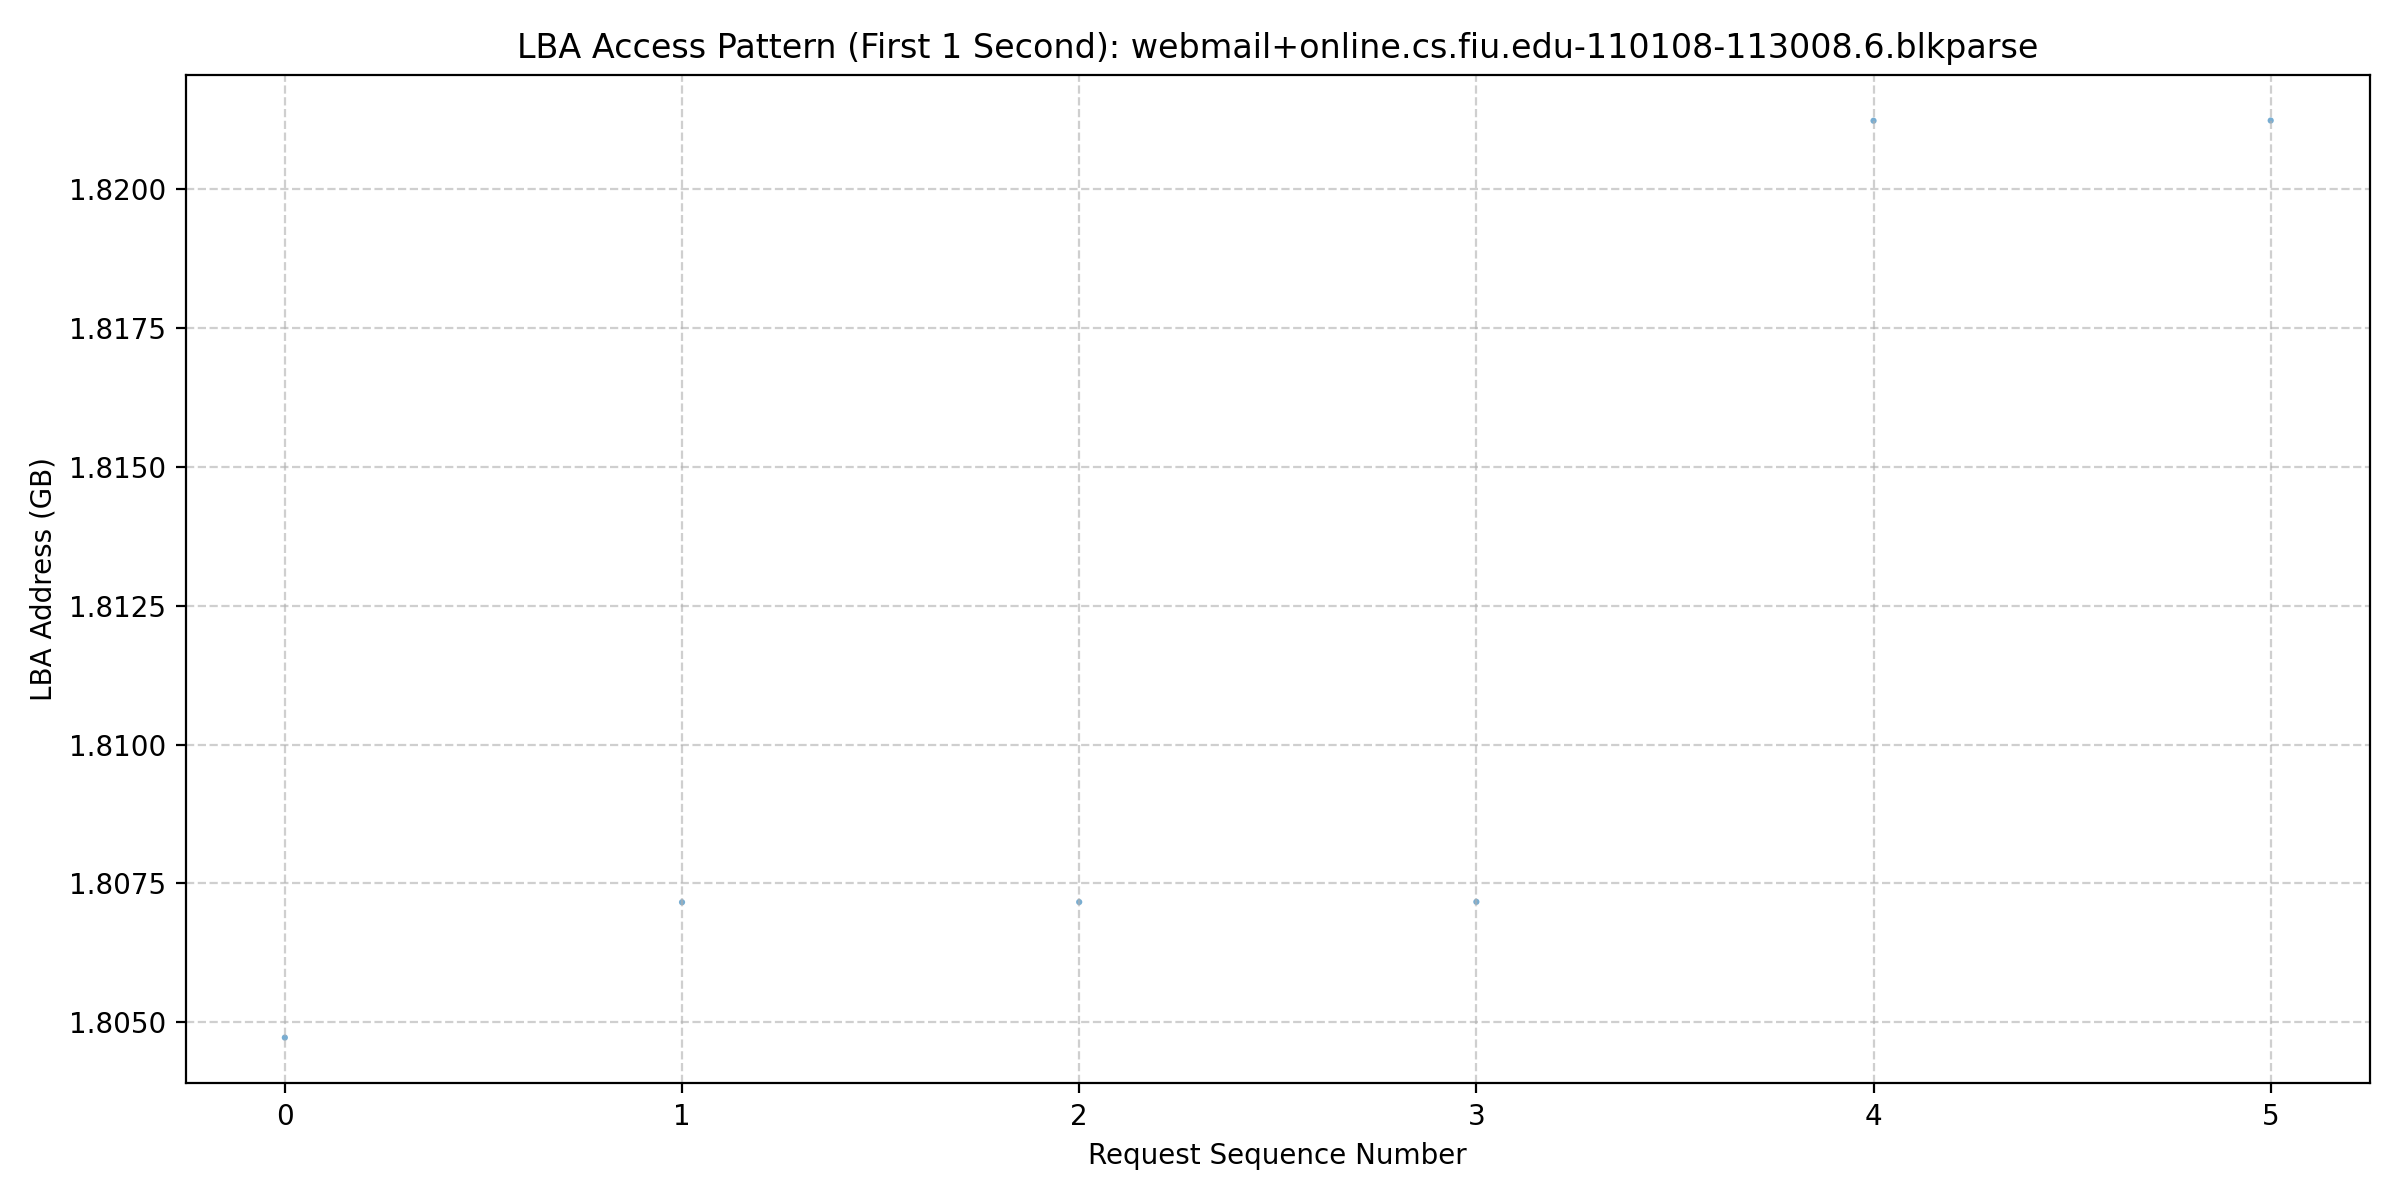 LBA Access Pattern (First 1 Second): webmail+online.cs.fiu.edu-110108-113008.6.blkparse
LBA Address (GB)
1.8200
1.8175
1.8150
1.8125
1.8100
1.8075
1.8050
0 1 2 3 4 5
Request Sequence Number